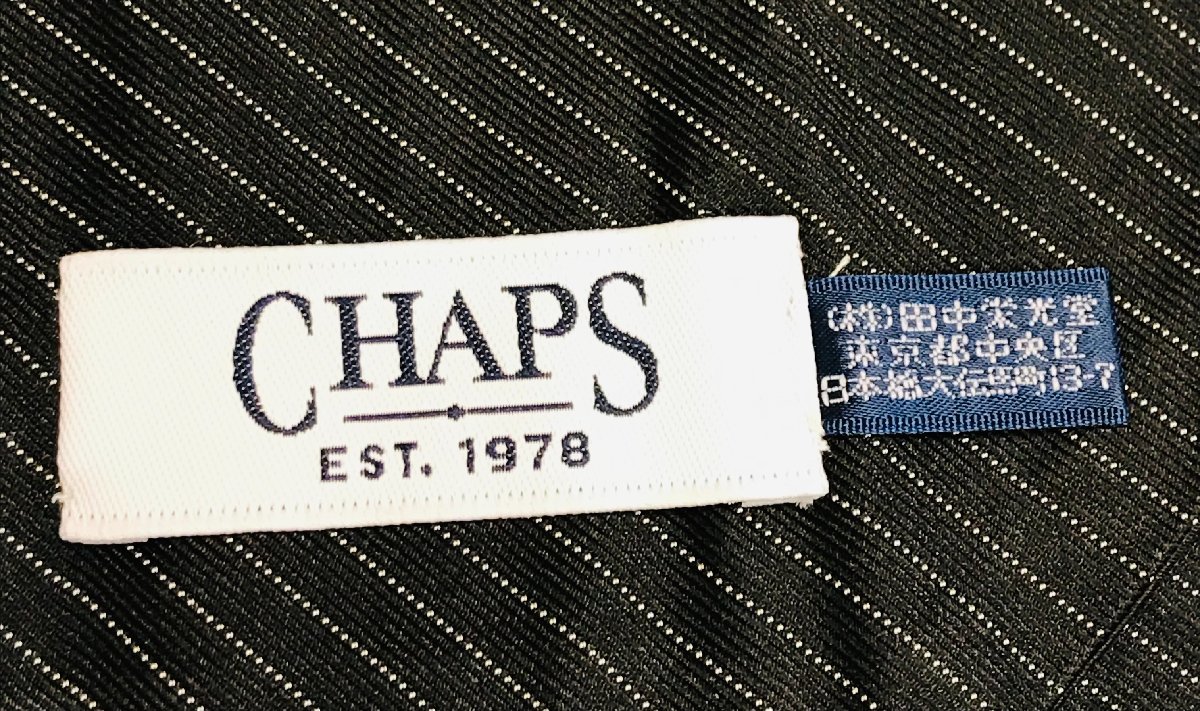 CHAPS
EST. 1978
(株)田中栄光堂
東京都中央区
日本橋大伝馬町13-7